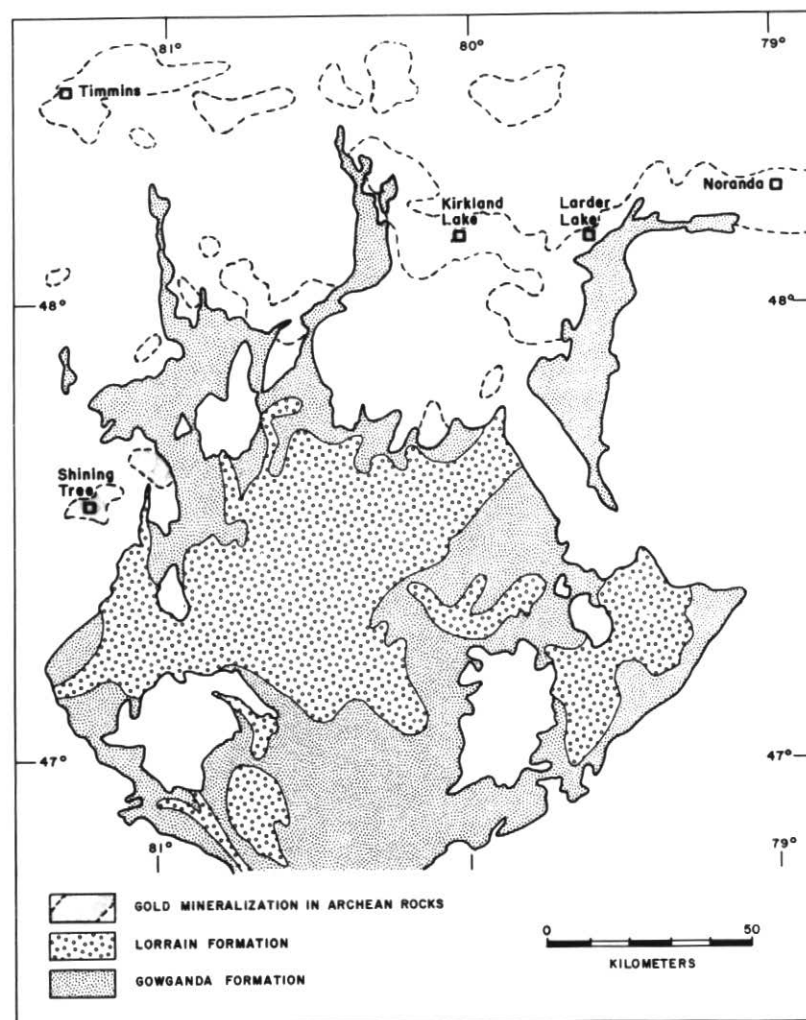 81°
80°
79°
Timmins
Kirkland
Lake
Larder
Lake
Noranda
48°
48°
Shining
Tree
47°
47°
81°
80°
79°
GOLD MINERALIZATION IN ARCHEAN ROCKS
LORRAIN FORMATION
GOWGANDA FORMATION
0
50
KILOMETERS